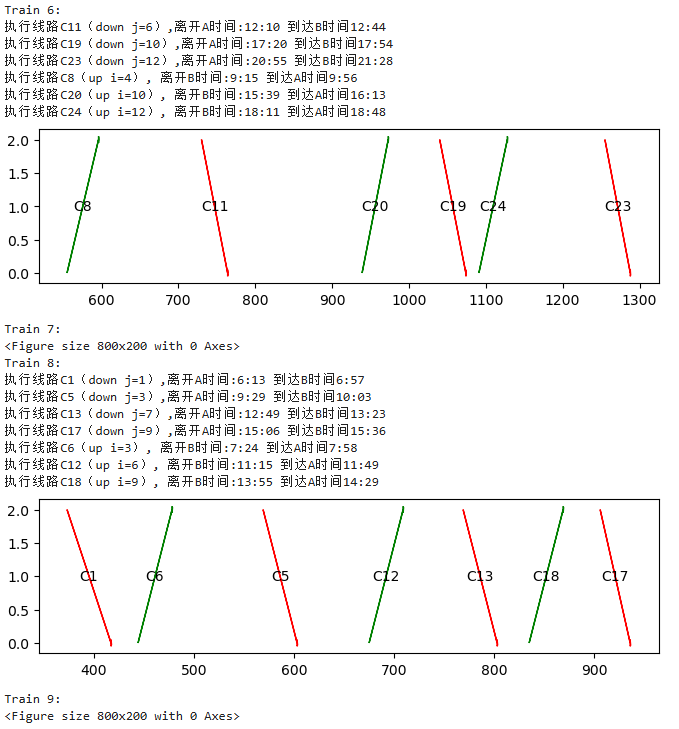 Train 6:
执行线路C11（down j=6）,离开A时间:12:10 到达B时间12:44
执行线路C19（down j=10）,离开A时间:17:20 到达B时间17:54
执行线路C23（down j=12）,离开A时间:20:55 到达B时间21:28
执行线路C8（up i=4）, 离开B时间:9:15 到达A时间9:56
执行线路C20（up i=10）, 离开B时间:15:39 到达A时间16:13
执行线路C24（up i=12）, 离开B时间:18:11 到达A时间18:48
2.0
1.5
1.0
0.5
0.0
C8 C11 C20 C19 C24 C23
600 700 800 900 1000 1100 1200 1300
Train 7:
<Figure size 800x200 with 0 Axes>
Train 8:
执行线路C1（down j=1）,离开A时间:6:13 到达B时间6:57
执行线路C5（down j=3）,离开A时间:9:29 到达B时间10:03
执行线路C13（down j=7）,离开A时间:12:49 到达B时间13:23
执行线路C17（down j=9）,离开A时间:15:06 到达B时间15:36
执行线路C6（up i=3）, 离开B时间:7:24 到达A时间7:58
执行线路C12（up i=6）, 离开B时间:11:15 到达A时间11:49
执行线路C18（up i=9）, 离开B时间:13:55 到达A时间14:29
2.0
1.5
1.0
0.5
0.0
C1 C6 C5 C12 C13 C18 C17
400 500 600 700 800 900
Train 9:
<Figure size 800x200 with 0 Axes>